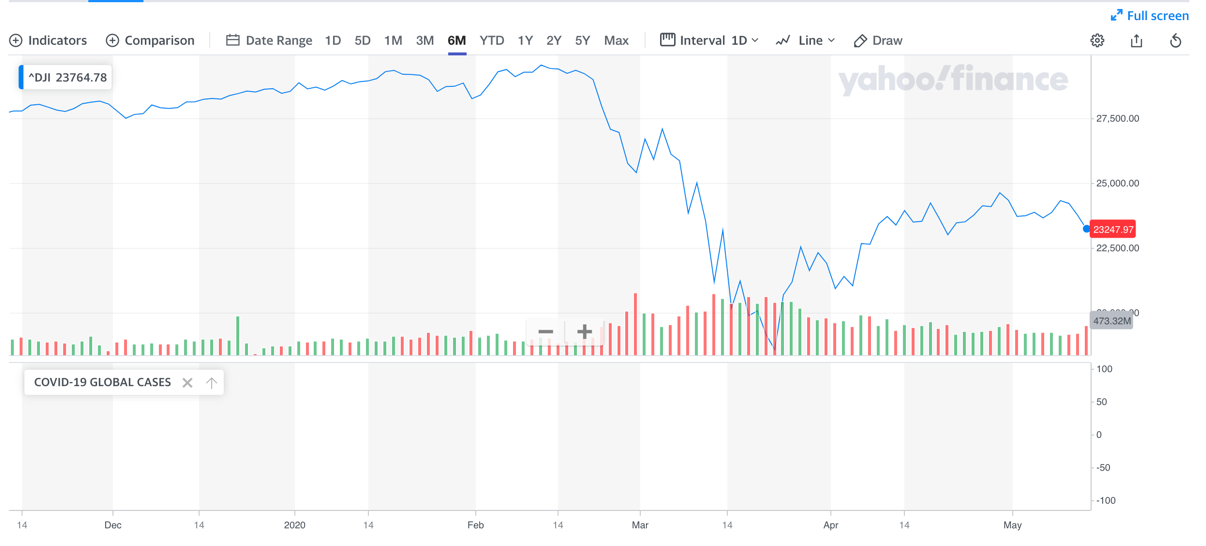 Full screen
Indicators Comparison Date Range 1D 5D 1M 3M 6M YTD 1Y 2Y 5Y Max Interval 1D Line Draw
^DJI 23764.78
yahoo!finance
27,500.00
25,000.00
23247.97
22,500.00
473.32M
COVID-19 GLOBAL CASES
100
50
0
-50
-100
14 Dec 14 2020 14 Feb 14 Mar 14 Apr 14 May